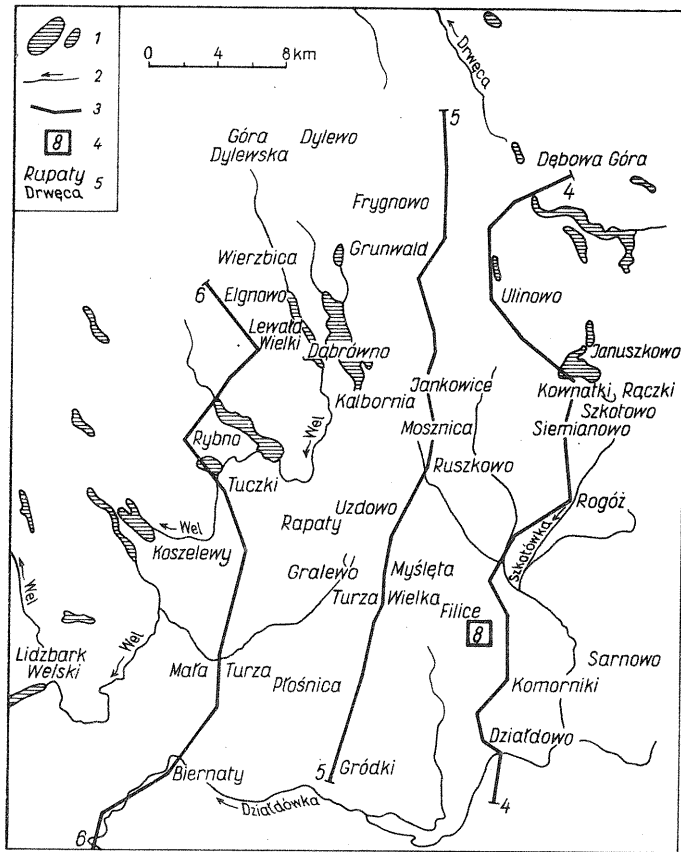 1
2
3
8 4
Rapaty
Drwęca 5
0 4 8 km
Drwęca
5
Góra
Dylewska
Dylewo
Dębowa Góra
4
Frygnowo
Wierzbica
Grunwald
6
Elgnowo
Ulinowo
Lewałd
Wielki
Dąbrówno
Januszkowo
Kalbornia
Jankowice
Kownatki Rączki
Szkotowo
Rybno
Wel
Mosznica
Siemianowo
Ruszkowo
Tuczki
Uzdowo
Rogóż
Wel
Rapaty
Koszelewy
Szkotówka
Gralewo
Myślęta
Wel
Turza Wielka
Filice
Wel
8
Lidzbark
Welski
Sarnowo
Mała Turza
Płośnica
Komorniki
Działdowo
Biernaty
5 Gródki
Działdówka
4
6